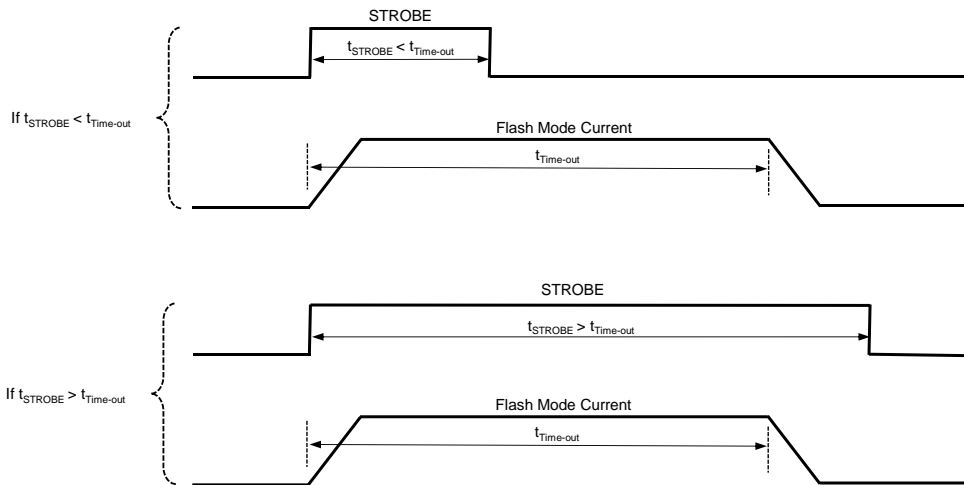 STROBE
tSTROBE < tTime-out
If tSTROBE < tTime-out
Flash Mode Current
tTime-out
STROBE
tSTROBE > tTime-out
If tSTROBE > tTime-out
Flash Mode Current
tTime-out